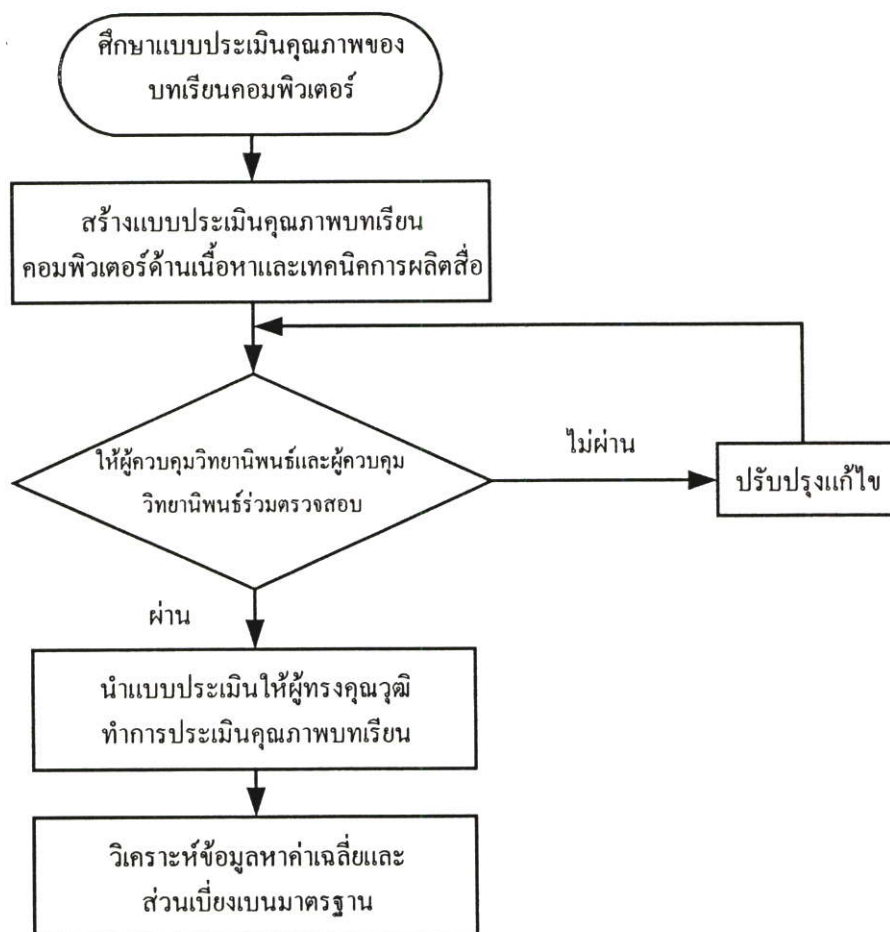 ศึกษาแบบประเมินคุณภาพของ
บทเรียนคอมพิวเตอร์
สร้างแบบประเมินคุณภาพบทเรียน
คอมพิวเตอร์ด้านเนื้อหาและเทคนิคการผลิตสื่อ
ให้ผู้ควบคุมวิทยานิพนธ์และผู้ควบคุม
วิทยานิพนธ์ร่วมตรวจสอบ
ไม่ผ่าน
ปรับปรุงแก้ไข
ผ่าน
นำแบบประเมินให้ผู้ทรงคุณวุฒิ
ทำการประเมินคุณภาพบทเรียน
วิเคราะห์ข้อมูลหาค่าเฉลี่ยและ
ส่วนเบี่ยงเบนมาตรฐาน